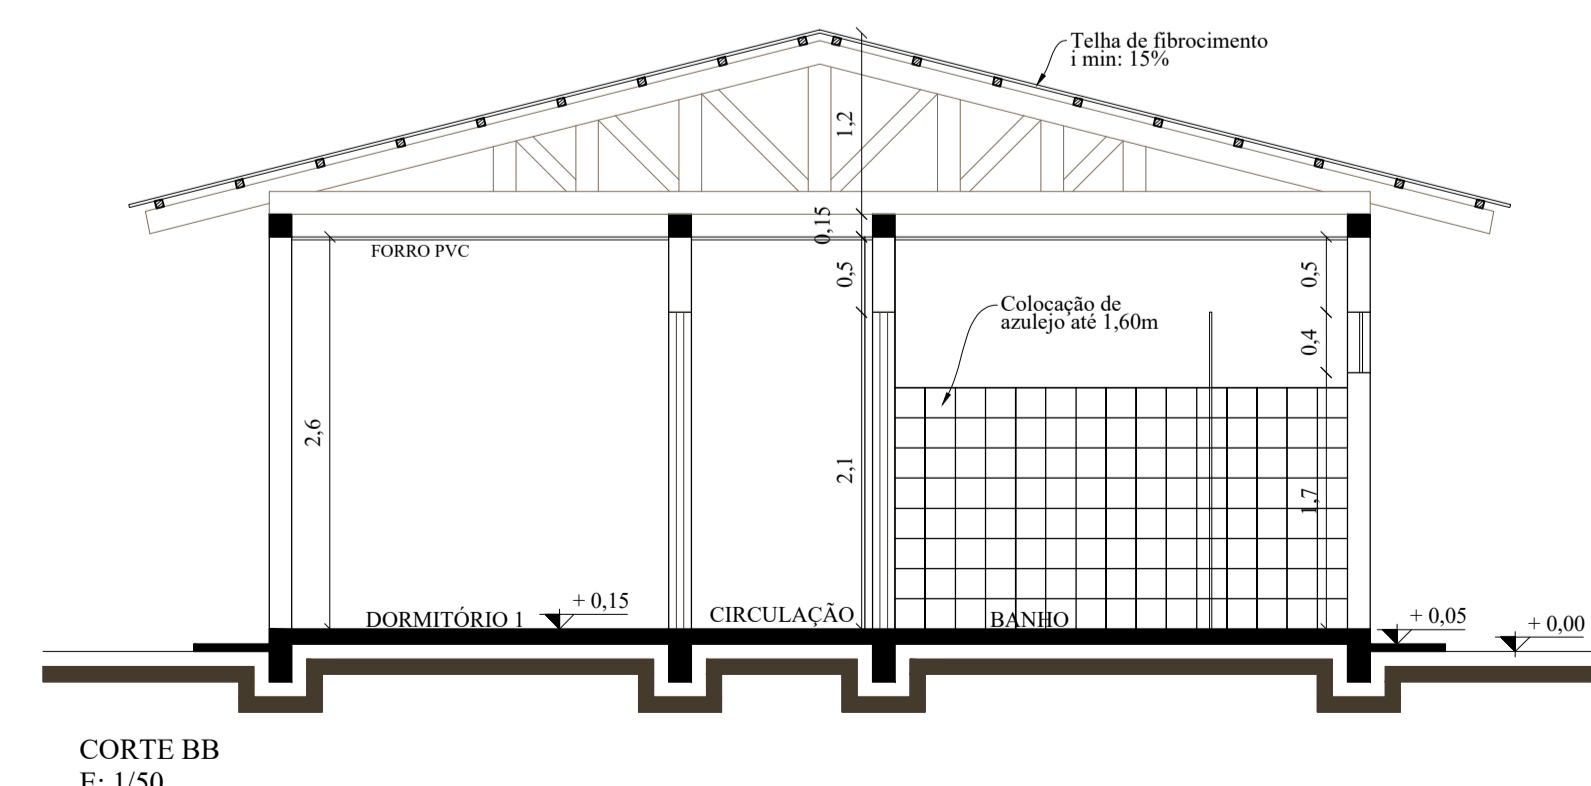 Telha de fibrocimento
i min: 15%
1,2
0,15
FORRO PVC
0,5
0,5
Colocação de
azulejo até 1,60m
0,4
2,6
2,1
1,7
DORMITÓRIO 1
+ 0,15
CIRCULAÇÃO
BANHO
+ 0,05
+ 0,00
CORTE BB
E: 1/50